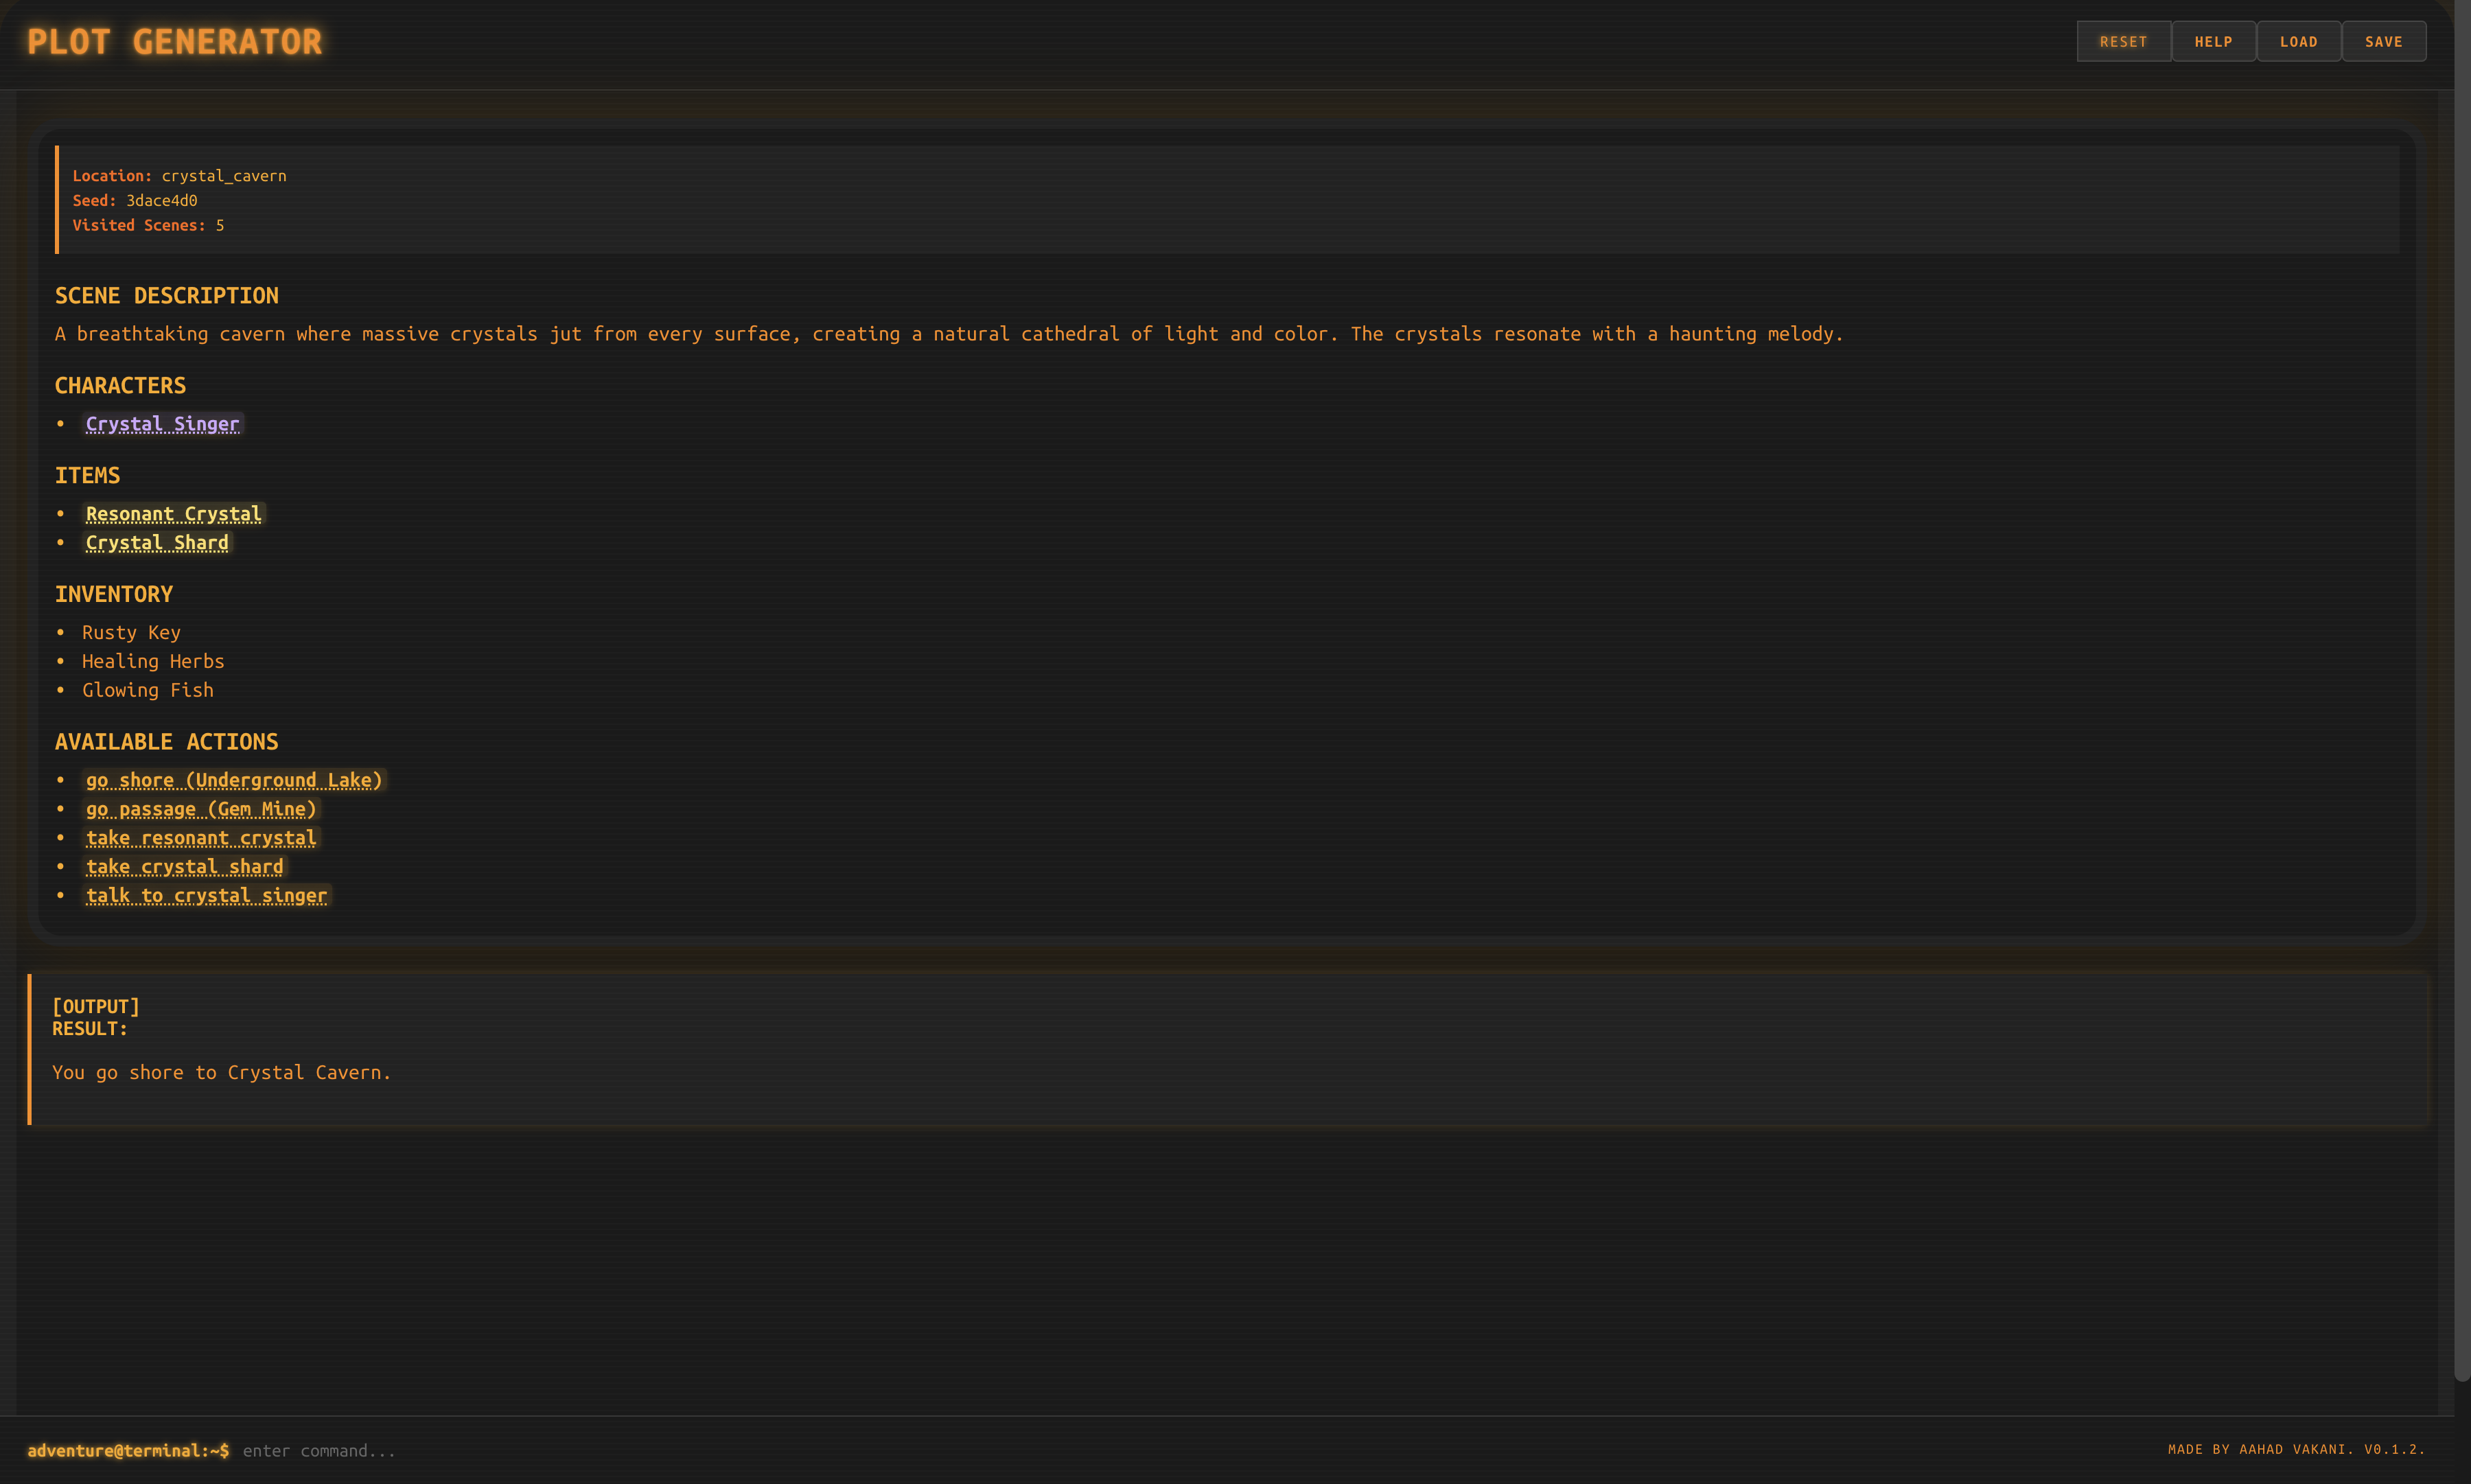 PLOT GENERATOR
RESET HELP LOAD SAVE
Location: crystal_cavern
Seed: 3dace4d0
Visited Scenes: 5
SCENE DESCRIPTION
A breathtaking cavern where massive crystals jut from every surface, creating a natural cathedral of light and color. The crystals resonate with a haunting melody.
CHARACTERS
• Crystal Singer
ITEMS
• Resonant Crystal
• Crystal Shard
INVENTORY
• Rusty Key
• Healing Herbs
• Glowing Fish
AVAILABLE ACTIONS
• go shore (Underground Lake)
• go passage (Gem Mine)
• take resonant crystal
• take crystal shard
• talk to crystal singer
[OUTPUT]
RESULT:
You go shore to Crystal Cavern.
adventure@terminal:~$ enter command...
MADE BY AAHAD VAKANI. V0.1.2.